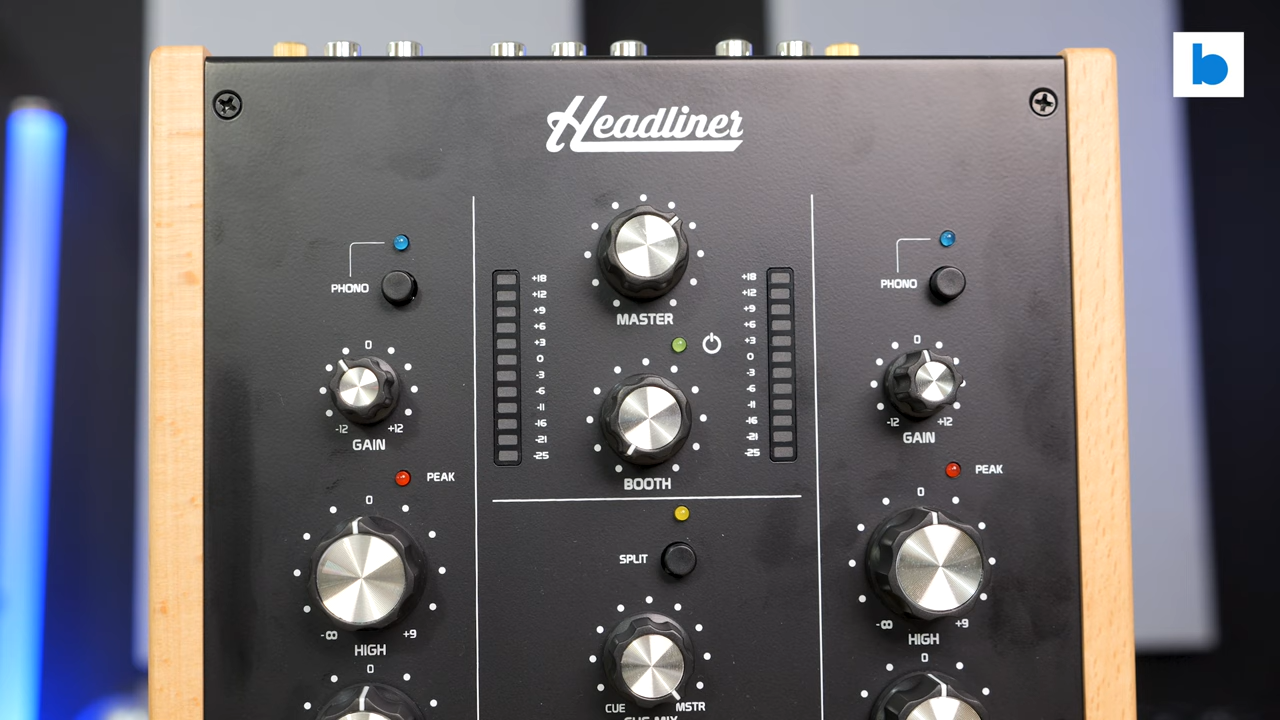 b
Headliner
PHONO
0
-12 +12
GAIN
PEAK
0
-∞ +9
HIGH
0
MASTER
+18 +18
+12 +12
+9 +9
+6 +6
+3 +3
0 0
-3 -3
-6 -6
-11 -11
-16 -16
-21 -21
-25 -25
BOOTH
SPLIT
CUE MSTR
CUE MIX
PHONO
0
-12 +12
GAIN
PEAK
0
-∞ +9
HIGH
0